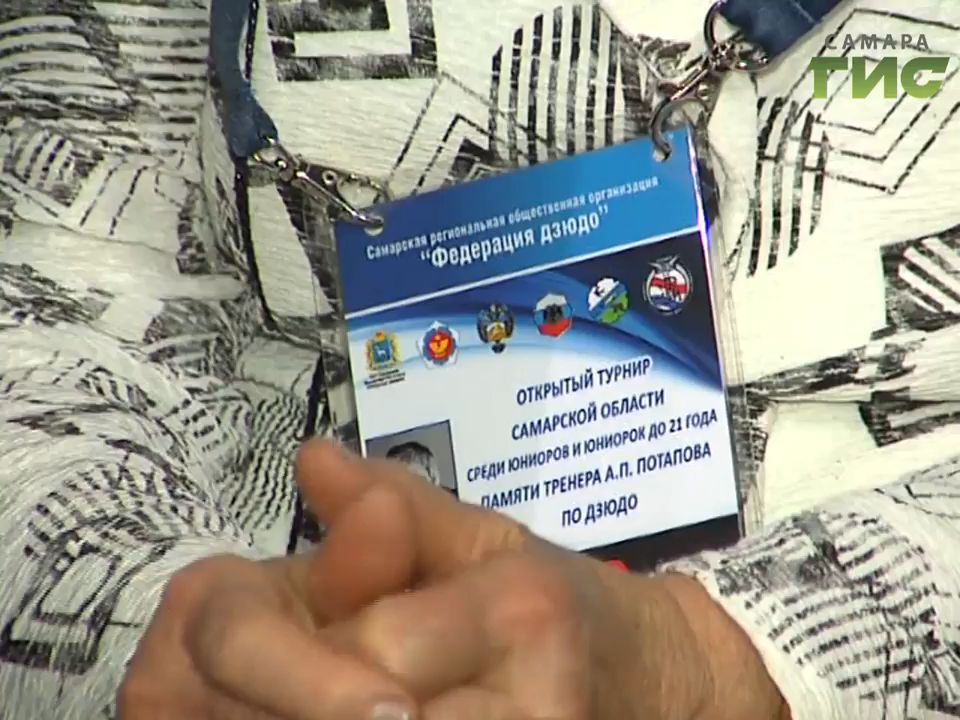 САМАРА
ГИС
Самарская региональная общественная организация
"Федерация дзюдо"
ОТКРЫТЫЙ ТУРНИР
САМАРСКОЙ ОБЛАСТИ
СРЕДИ ЮНИОРОВ И ЮНИОРОК ДО 21 ГОДА
ПАМЯТИ ТРЕНЕРА А.П. ПОТАПОВА
ПО ДЗЮДО